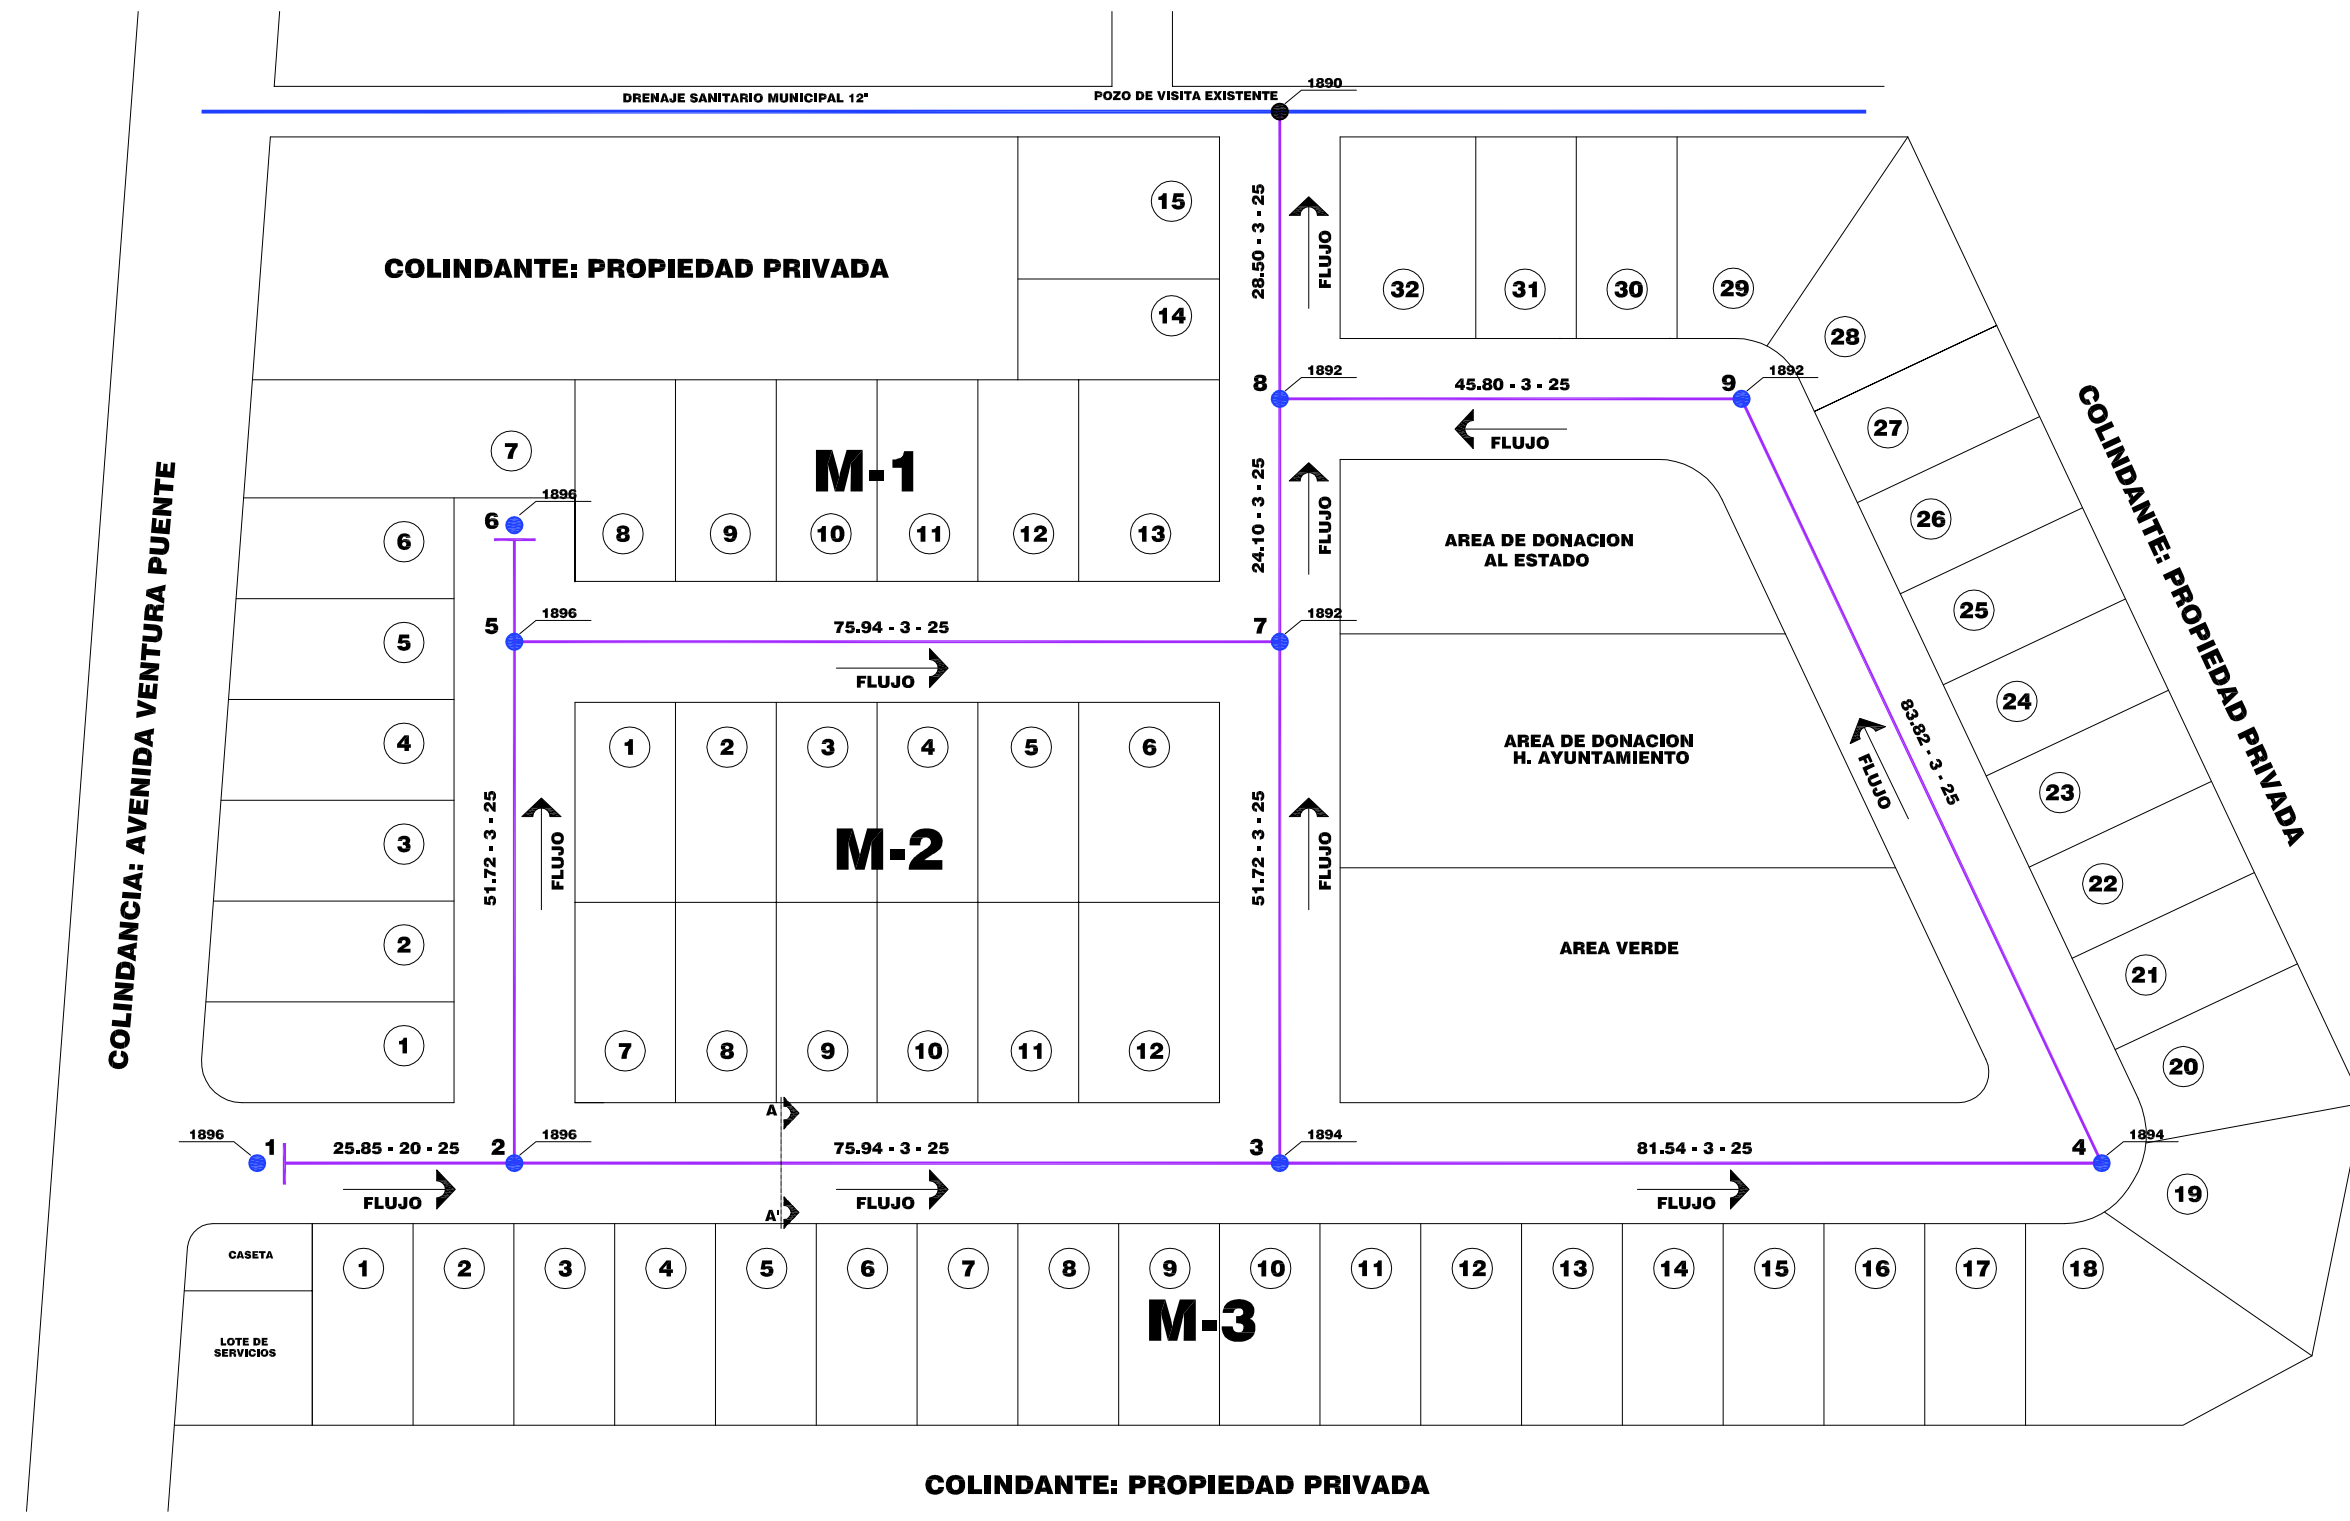 1890
DRENAJE SANITARIO MUNICIPAL 12"
POZO DE VISITA EXISTENTE
15
28.50 - 3 - 25
FLUJO
COLINDANTE: PROPIEDAD PRIVADA
32
31
30
29
14
28
1892
1892
8
45.80 - 3 - 25
9
FLUJO
27
7
M-1
COLINDANTE: PROPIEDAD PRIVADA
COLINDANCIA: AVENIDA VENTURA PUENTE
1896
6
24.10 - 3 - 25
FLUJO
26
6
8
9
10
11
12
13
AREA DE DONACION
AL ESTADO
1896
5
75.94 - 3 - 25
1892
7
25
5
FLUJO
24
4
1
2
3
4
5
6
AREA DE DONACION
H. AYUNTAMIENTO
83.82 - 3 - 25
FLUJO
23
3
51.72 - 3 - 25
FLUJO
M-2
51.72 - 3 - 25
FLUJO
22
2
AREA VERDE
21
1
7
8
9
10
11
12
20
A
1896
1
25.85 - 20 - 25
2
1896
75.94 - 3 - 25
3
1894
81.54 - 3 - 25
4
1894
FLUJO
A'
FLUJO
FLUJO
19
CASETA
1
2
3
4
5
6
7
8
9
10
11
12
13
14
15
16
17
18
M-3
LOTE DE
SERVICIOS
COLINDANTE: PROPIEDAD PRIVADA